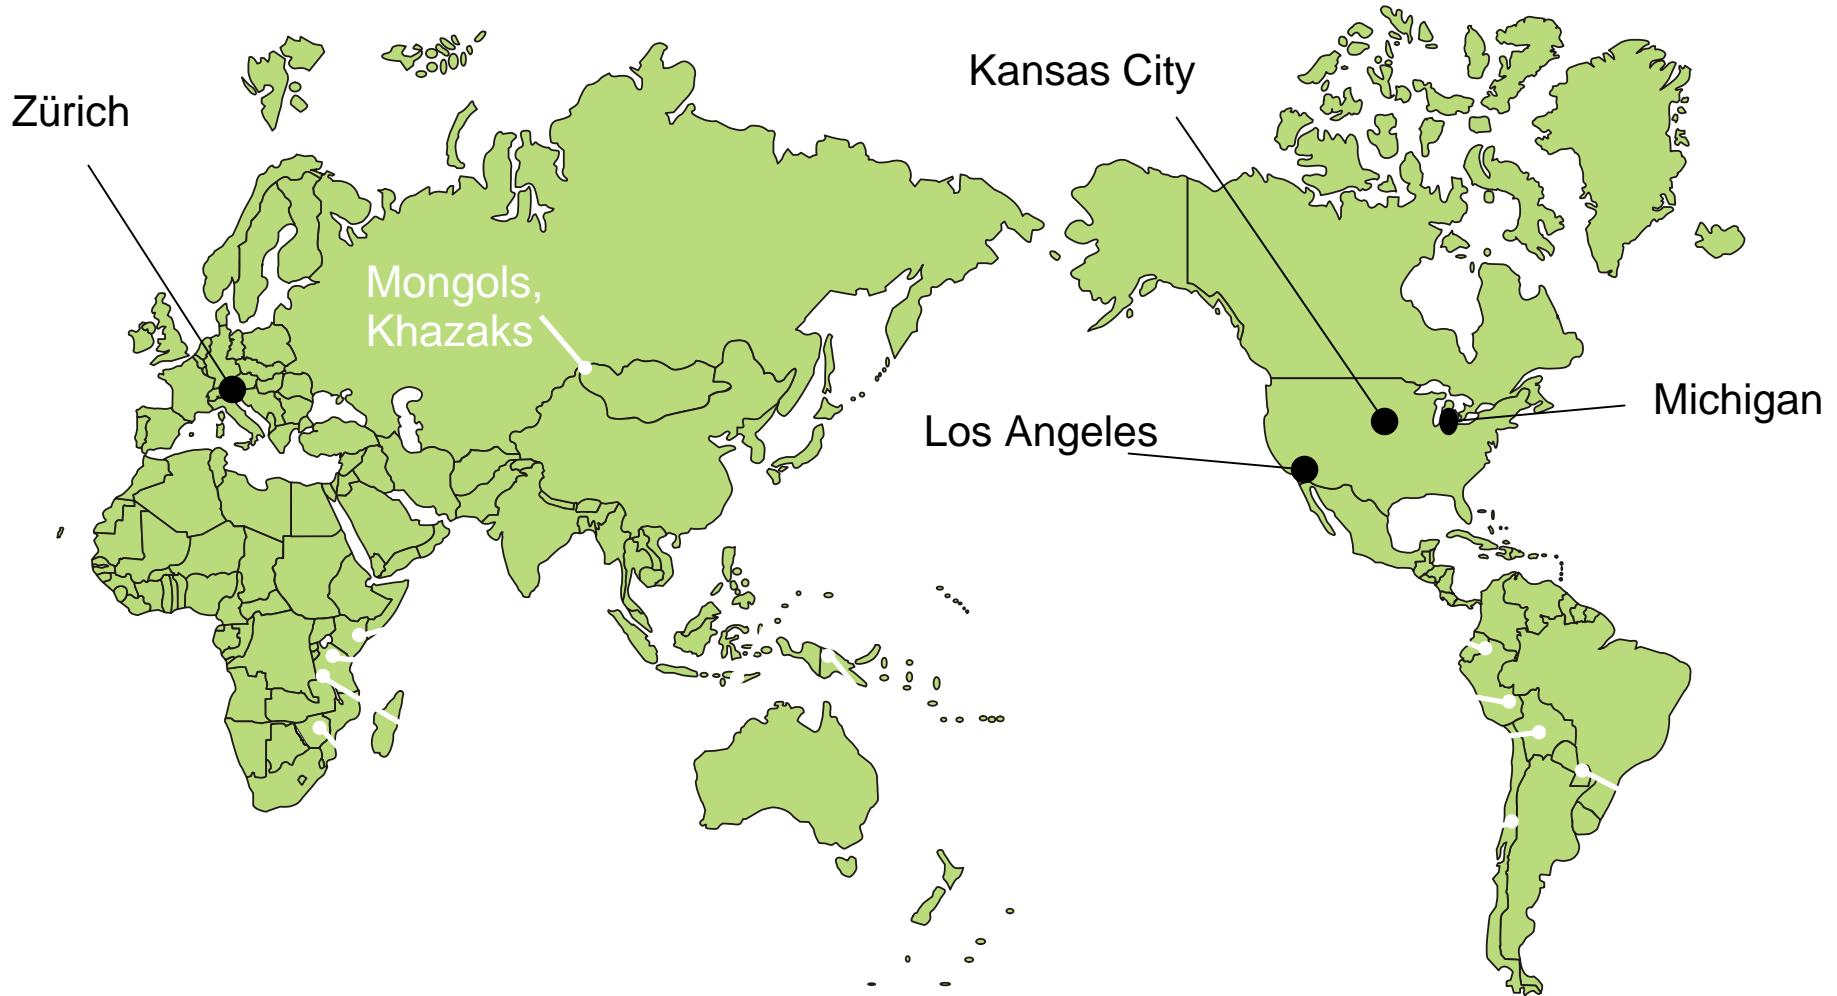 Kansas City
Zürich
Mongols,
Khazaks
Michigan
Los Angeles